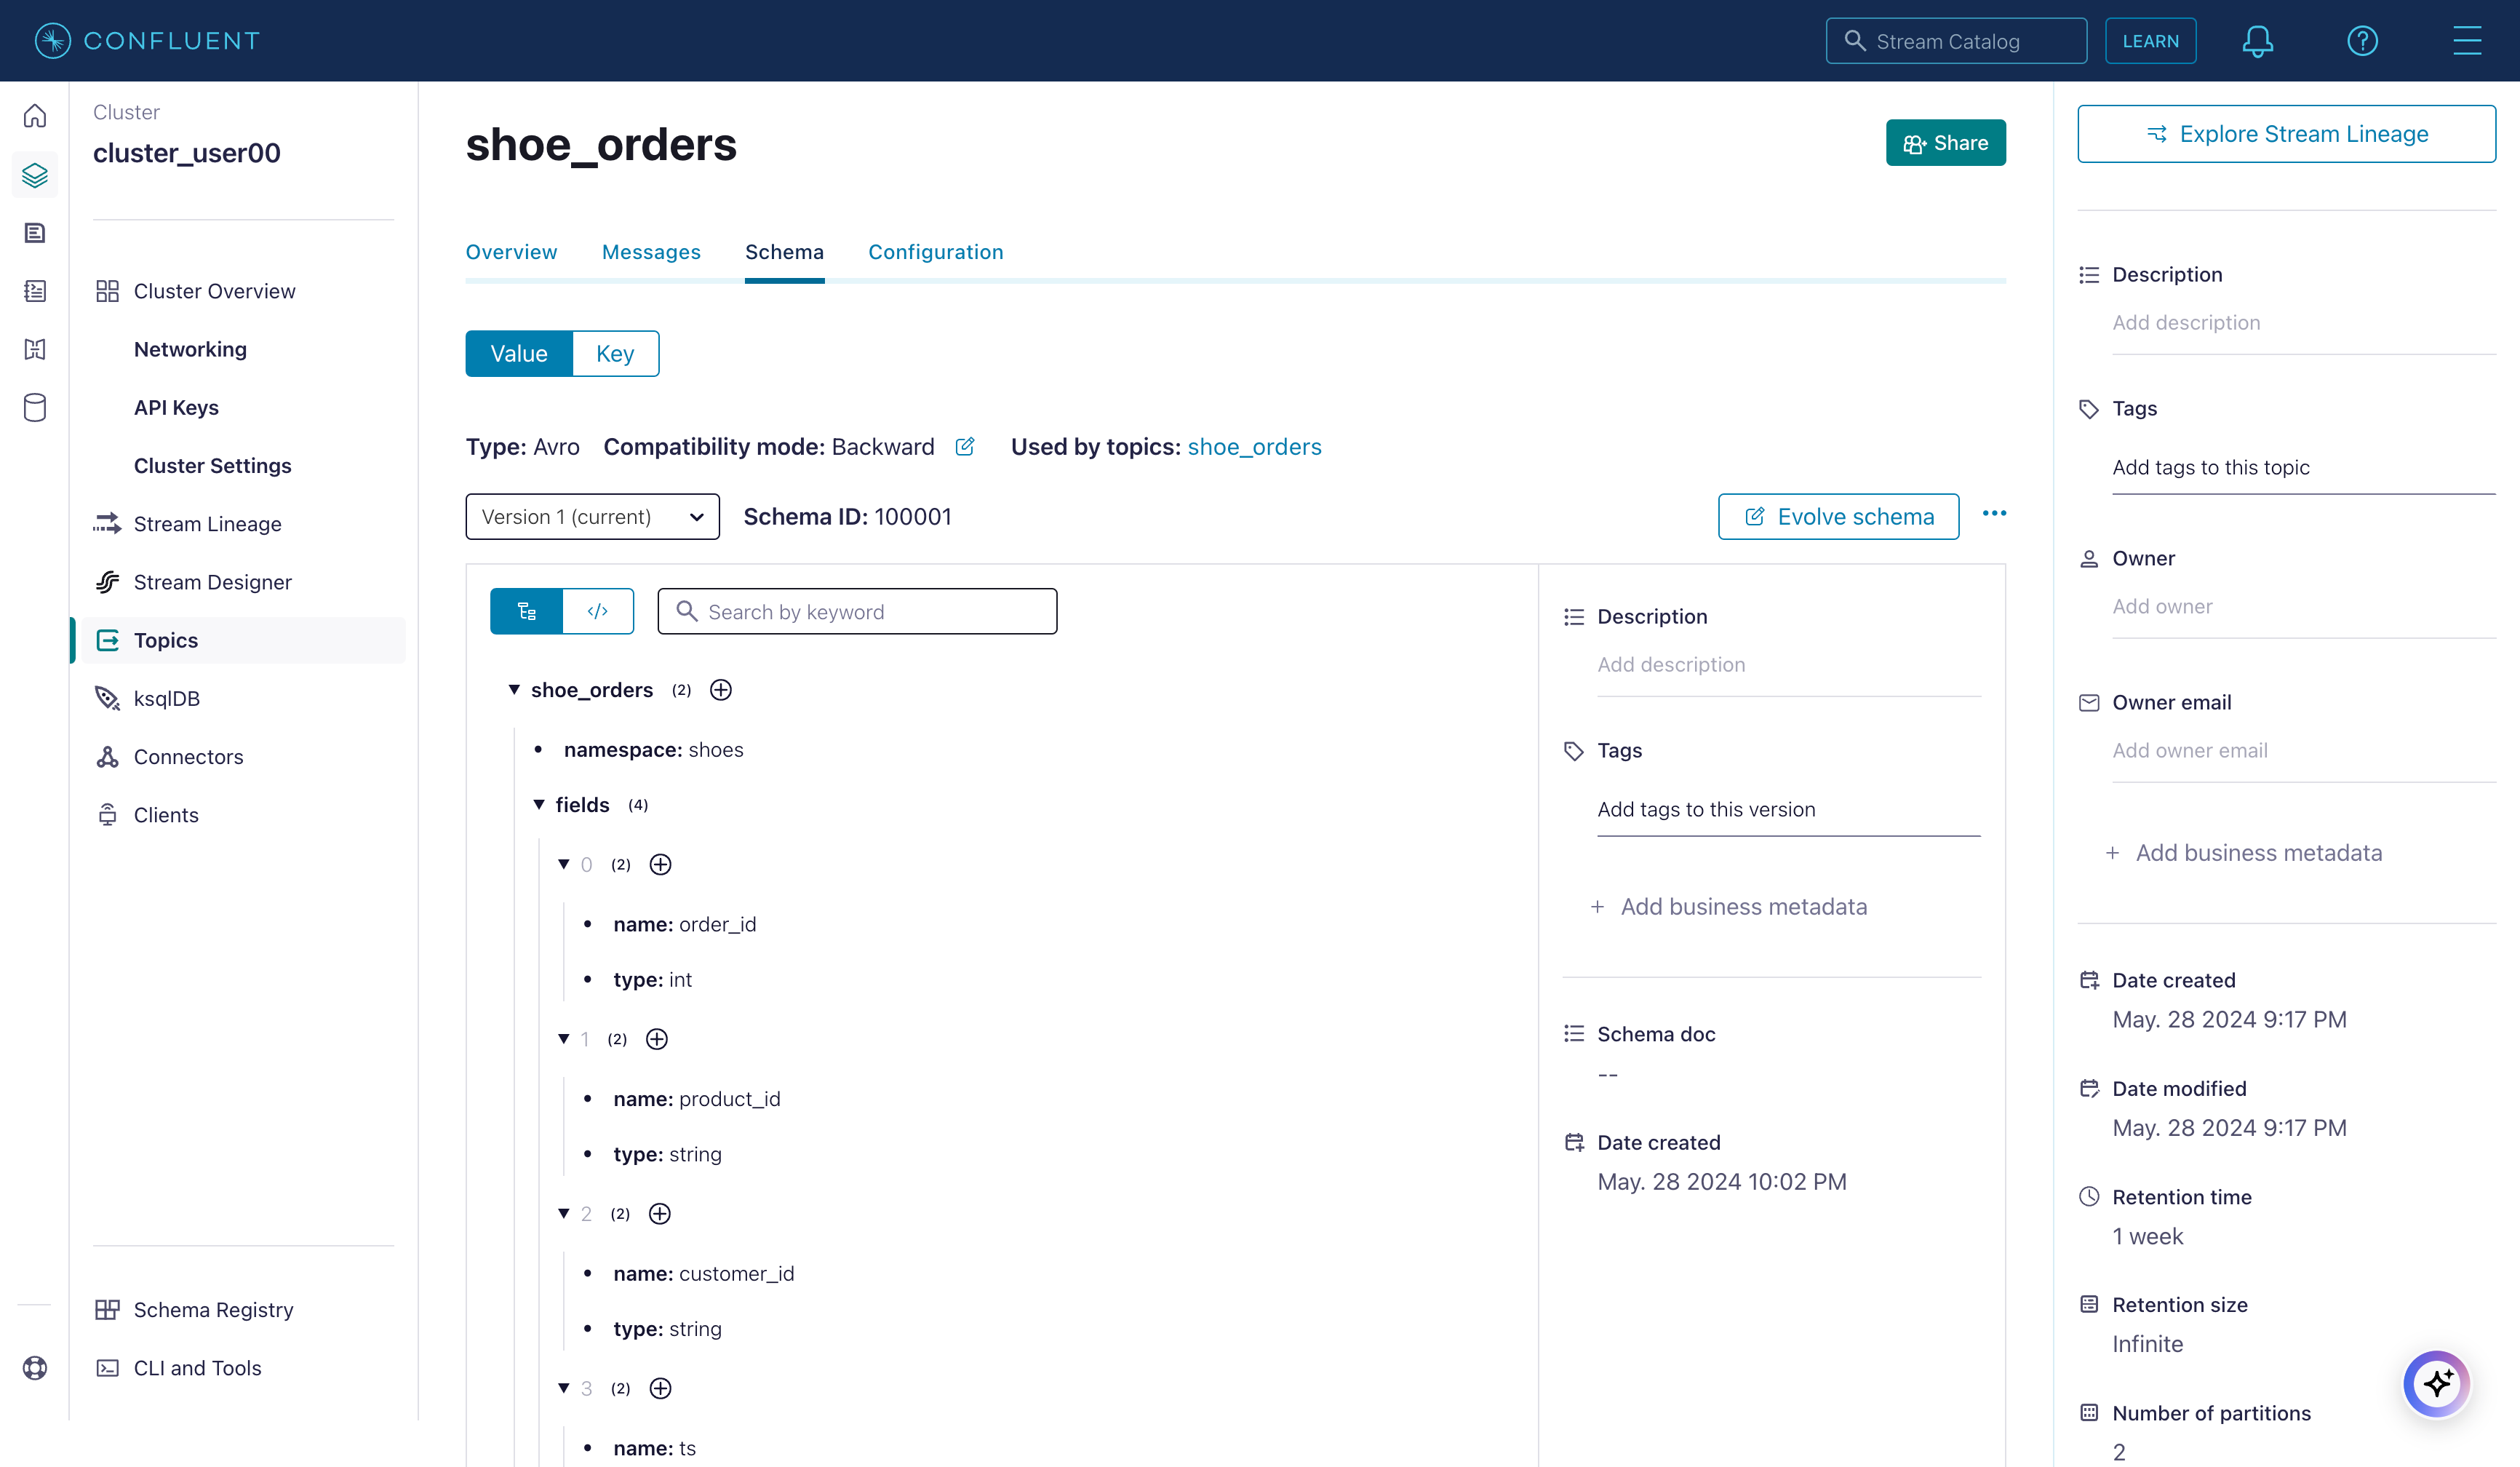 CONFLUENT
Stream Catalog
LEARN
Cluster
cluster_user00
Cluster Overview
Networking
API Keys
Cluster Settings
Stream Lineage
Stream Designer
Topics
ksqlDB
Connectors
Clients
Schema Registry
CLI and Tools
shoe_orders
Share
Overview Messages Schema Configuration
Value Key
Type: Avro Compatibility mode: Backward Used by topics: shoe_orders
Version 1 (current) Schema ID: 100001
Evolve schema
</>
Search by keyword
shoe_orders (2)
namespace: shoes
fields (4)
0 (2)
name: order_id
type: int
1 (2)
name: product_id
type: string
2 (2)
name: customer_id
type: string
3 (2)
name: ts
Description
Add description
Tags
Add tags to this version
+ Add business metadata
Schema doc
--
Date created
May. 28 2024 10:02 PM
Explore Stream Lineage
Description
Add description
Tags
Add tags to this topic
Owner
Add owner
Owner email
Add owner email
+ Add business metadata
Date created
May. 28 2024 9:17 PM
Date modified
May. 28 2024 9:17 PM
Retention time
1 week
Retention size
Infinite
Number of partitions
2